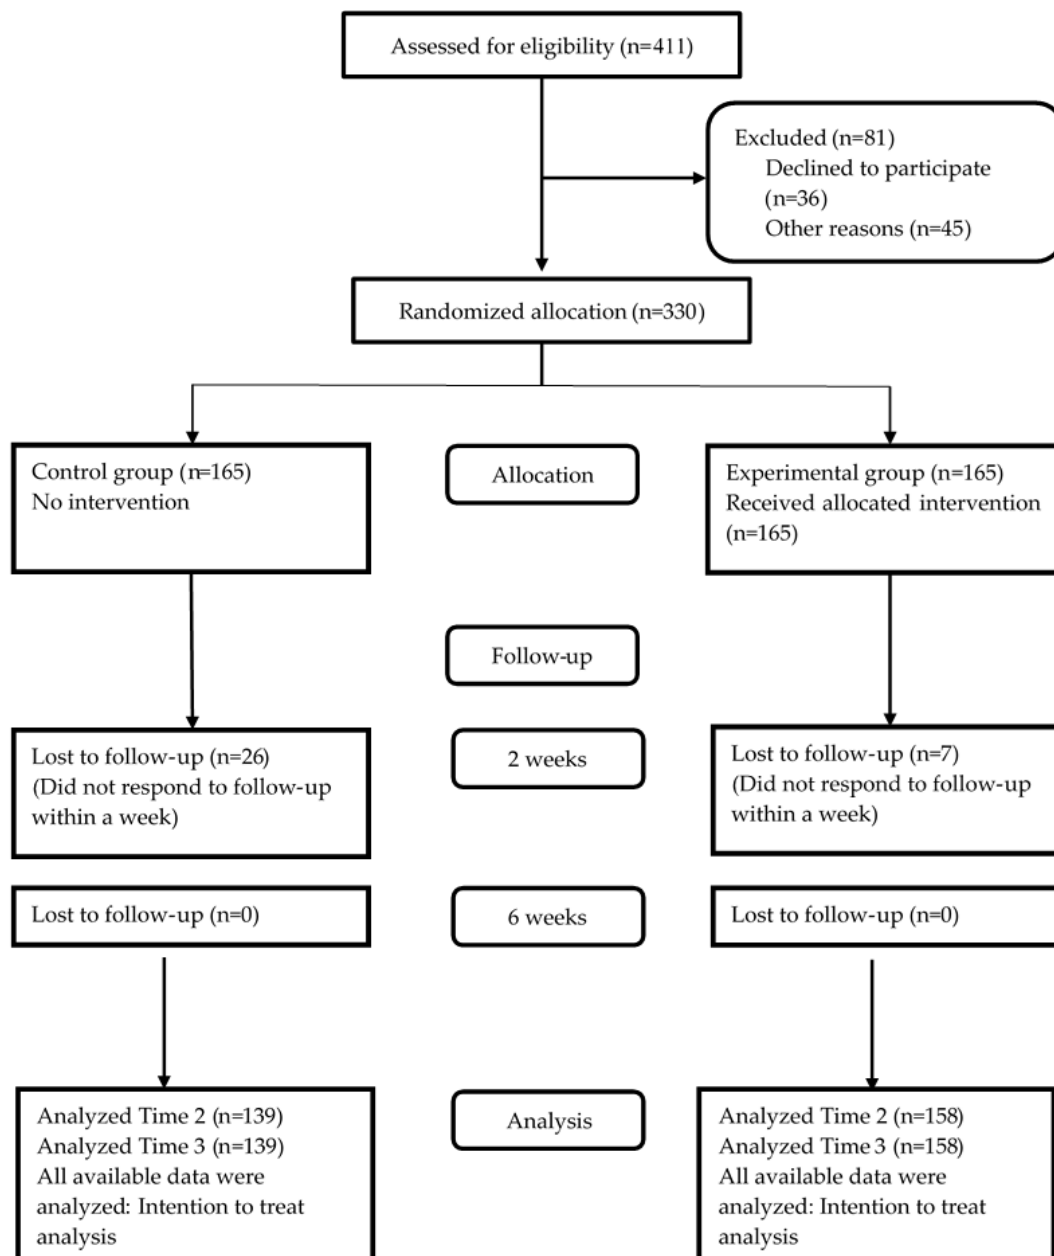 Assessed for eligibility (n=411)
Excluded (n=81)
Declined to participate
(n=36)
Other reasons (n=45)
Randomized allocation (n=330)
Control group (n=165)
No intervention
Allocation
Experimental group (n=165)
Received allocated intervention
(n=165)
Follow-up
Lost to follow-up (n=26)
(Did not respond to follow-up
within a week)
2 weeks
Lost to follow-up (n=7)
(Did not respond to follow-up
within a week)
Lost to follow-up (n=0)
6 weeks
Lost to follow-up (n=0)
Analyzed Time 2 (n=139)
Analyzed Time 3 (n=139)
All available data were
analyzed: Intention to treat
analysis
Analysis
Analyzed Time 2 (n=158)
Analyzed Time 3 (n=158)
All available data were
analyzed: Intention to treat
analysis